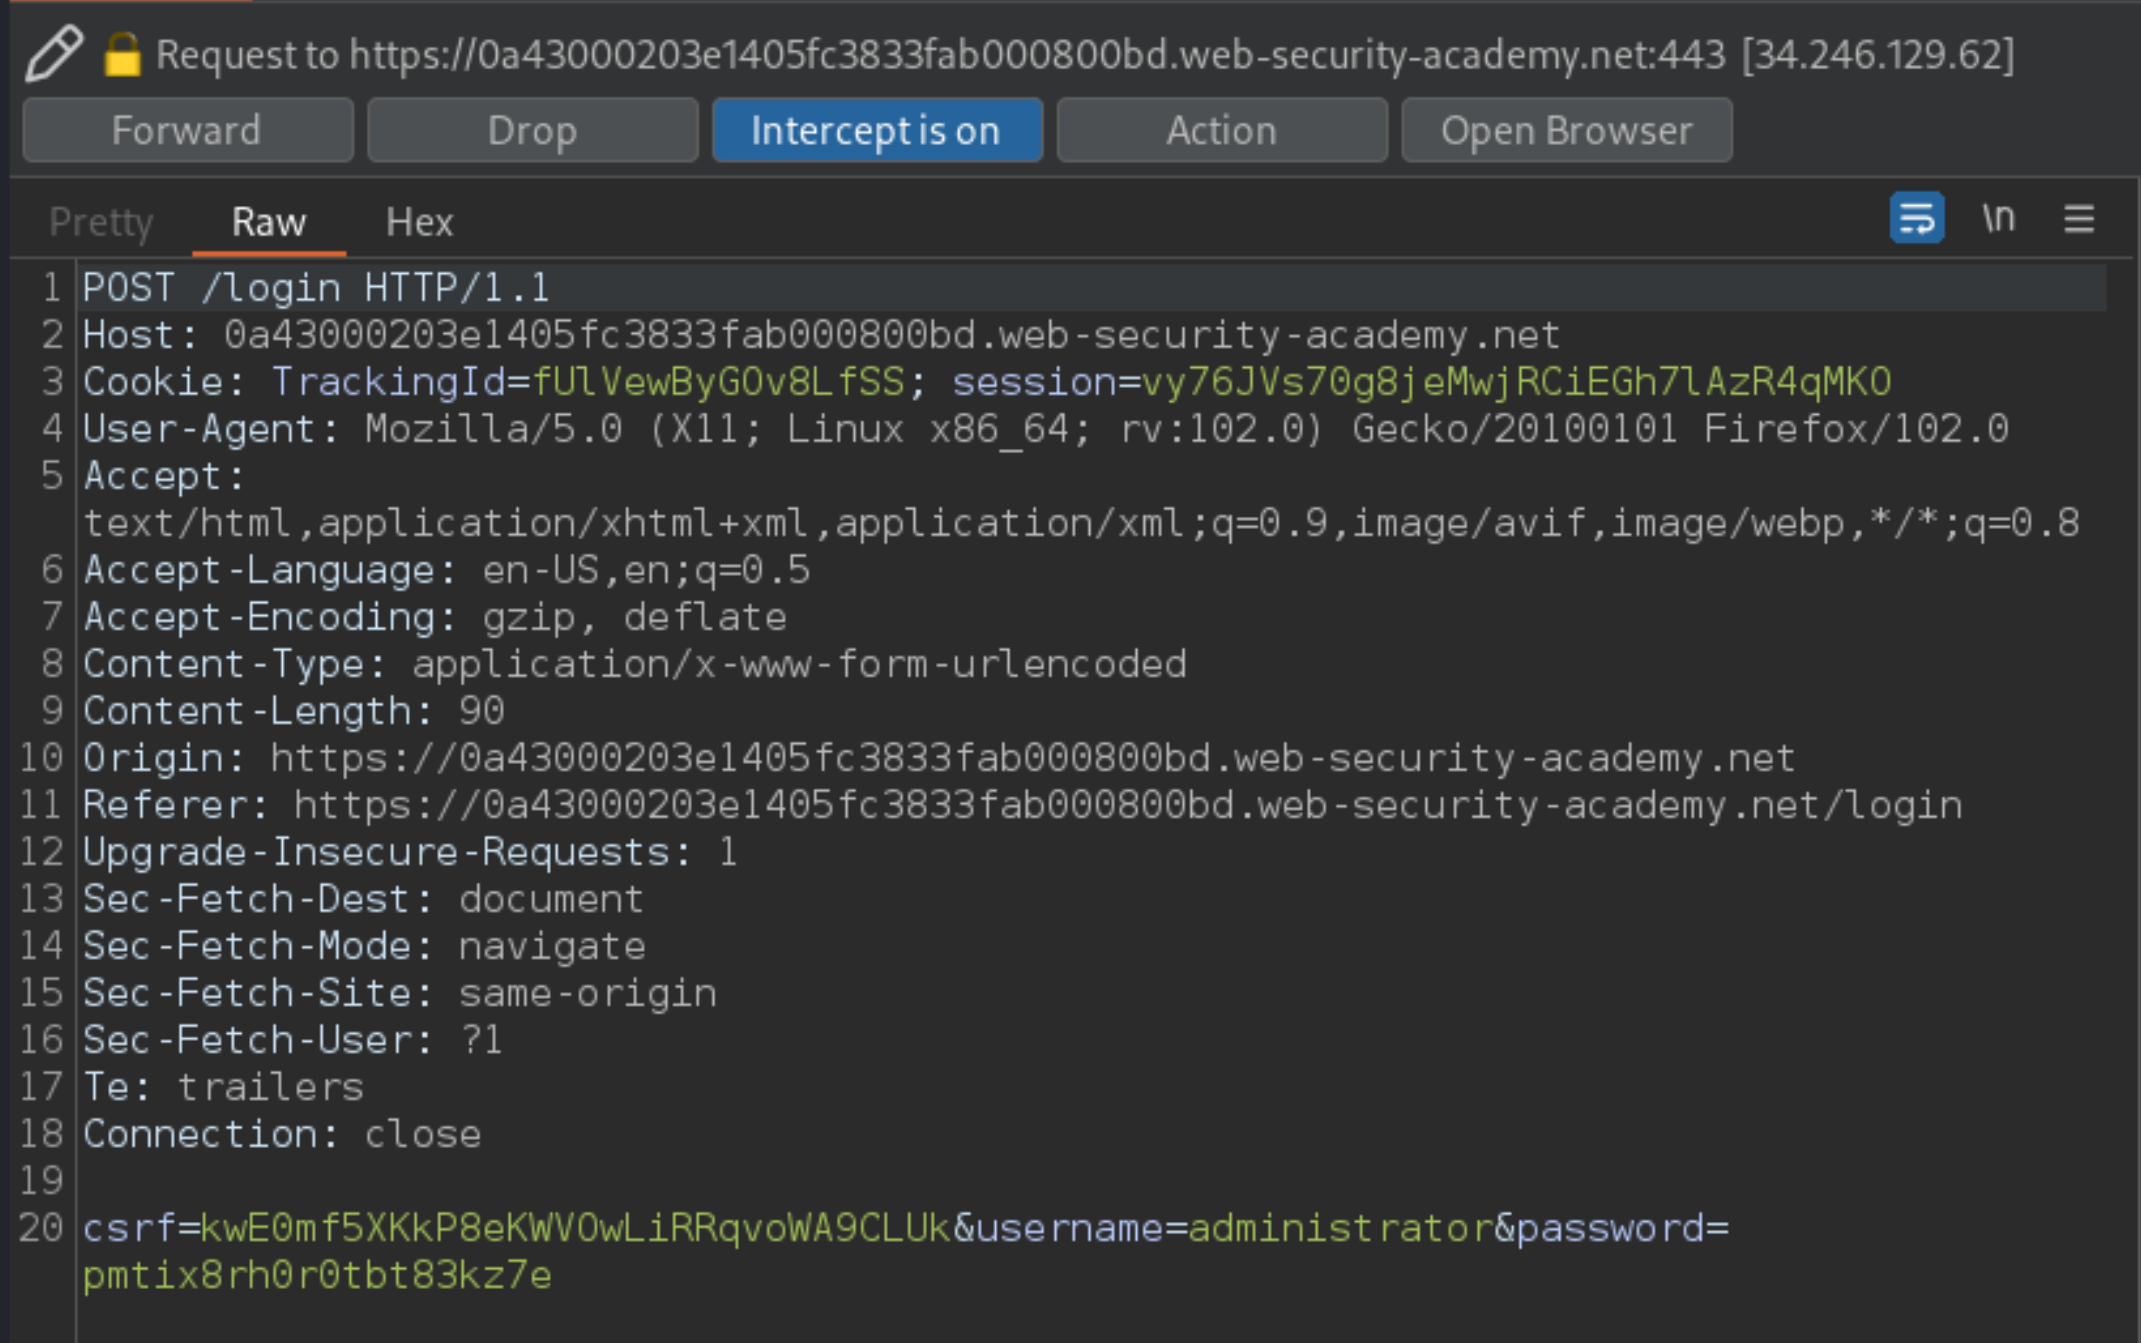 Request to https://0a43000203e1405fc3833fab000800bd.web-security-academy.net:443 [34.246.129.62]
Forward Drop Intercept is on Action Open Browser
Pretty Raw Hex \n
1 POST /login HTTP/1.1
2 Host: 0a43000203e1405fc3833fab000800bd.web-security-academy.net
3 Cookie: TrackingId=fUlVewByGOv8LfSS; session=vy76JVs70g8jeMwjRCiEGh7lAzR4qMKO
4 User-Agent: Mozilla/5.0 (X11; Linux x86_64; rv:102.0) Gecko/20100101 Firefox/102.0
5 Accept:
text/html,application/xhtml+xml,application/xml;q=0.9,image/avif,image/webp,*/*;q=0.8
6 Accept-Language: en-US,en;q=0.5
7 Accept-Encoding: gzip, deflate
8 Content-Type: application/x-www-form-urlencoded
9 Content-Length: 90
10 Origin: https://0a43000203e1405fc3833fab000800bd.web-security-academy.net
11 Referer: https://0a43000203e1405fc3833fab000800bd.web-security-academy.net/login
12 Upgrade-Insecure-Requests: 1
13 Sec-Fetch-Dest: document
14 Sec-Fetch-Mode: navigate
15 Sec-Fetch-Site: same-origin
16 Sec-Fetch-User: ?1
17 Te: trailers
18 Connection: close
19
20 csrf=kwE0mf5XKkP8eKWVOwLiRRqvoWA9CLUk&username=administrator&password=
pmtix8rh0r0tbt83kz7e